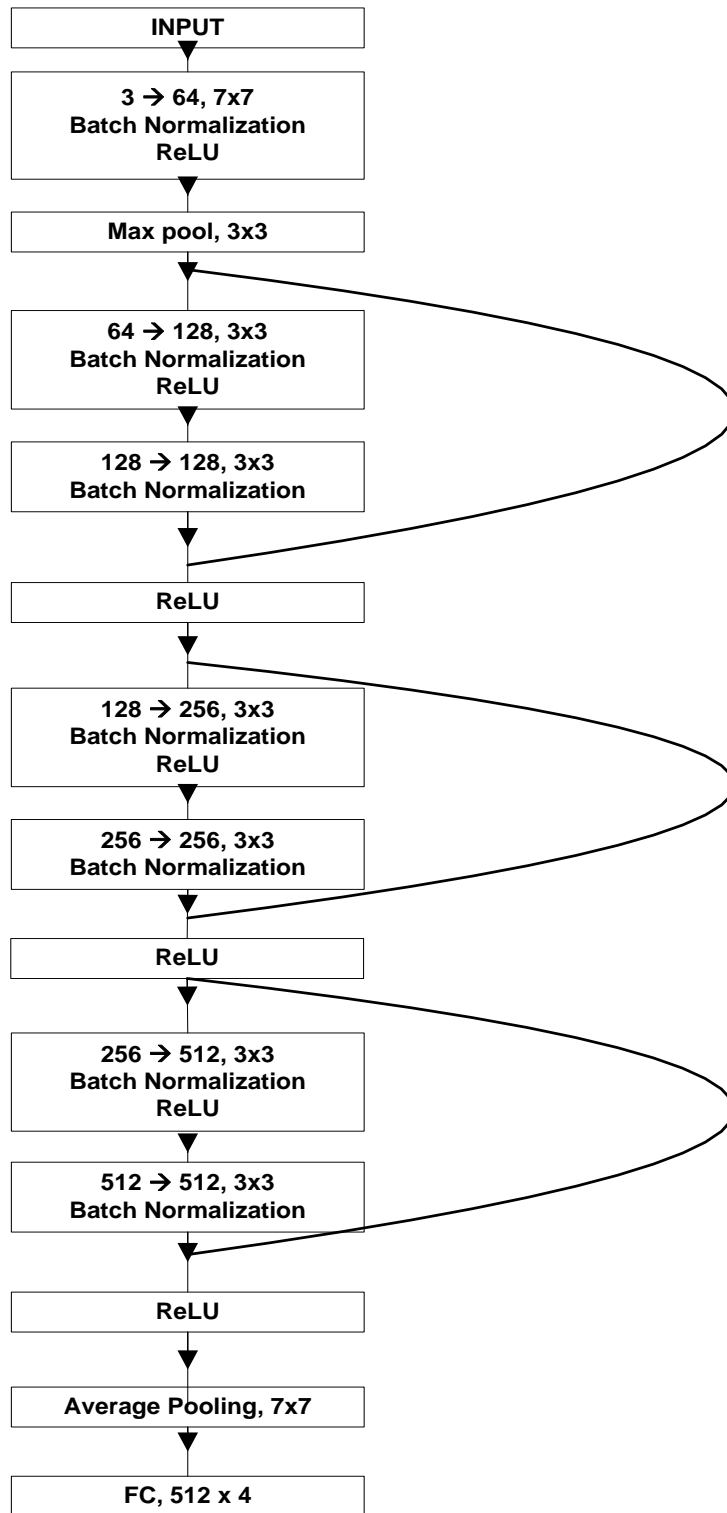 INPUT
3 → 64, 7x7
Batch Normalization
ReLU
Max pool, 3x3
64 → 128, 3x3
Batch Normalization
ReLU
128 → 128, 3x3
Batch Normalization
ReLU
128 → 256, 3x3
Batch Normalization
ReLU
256 → 256, 3x3
Batch Normalization
ReLU
256 → 512, 3x3
Batch Normalization
ReLU
512 → 512, 3x3
Batch Normalization
ReLU
Average Pooling, 7x7
FC, 512 x 4